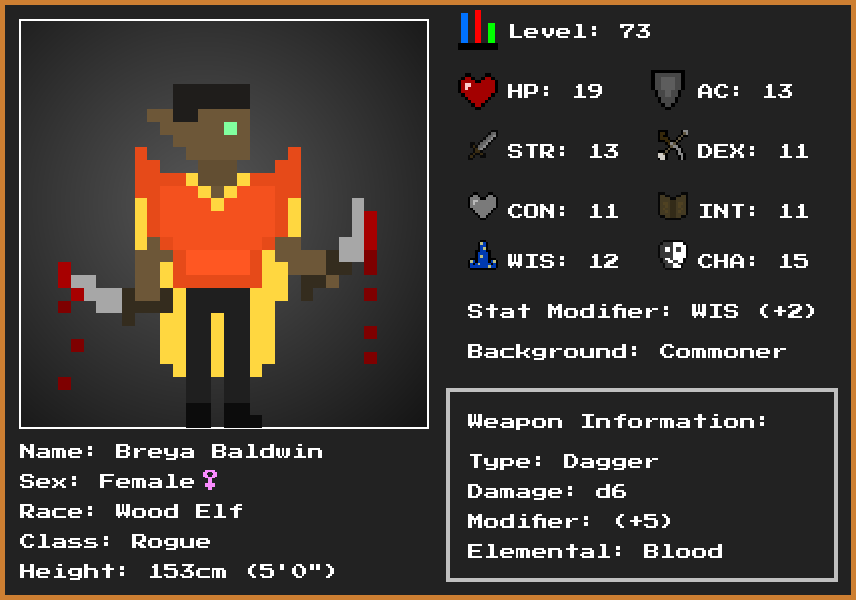 Level: 73
HP: 19 AC: 13
STR: 13 DEX: 11
CON: 11 INT: 11
WIS: 12 CHA: 15
Stat Modifier: WIS (+2)
Background: Commoner
Weapon Information:
Type: Dagger
Damage: d6
Modifier: (+5)
Elemental: Blood
Name: Breya Baldwin
Sex: Female♀
Race: Wood Elf
Class: Rogue
Height: 153cm (5'0")